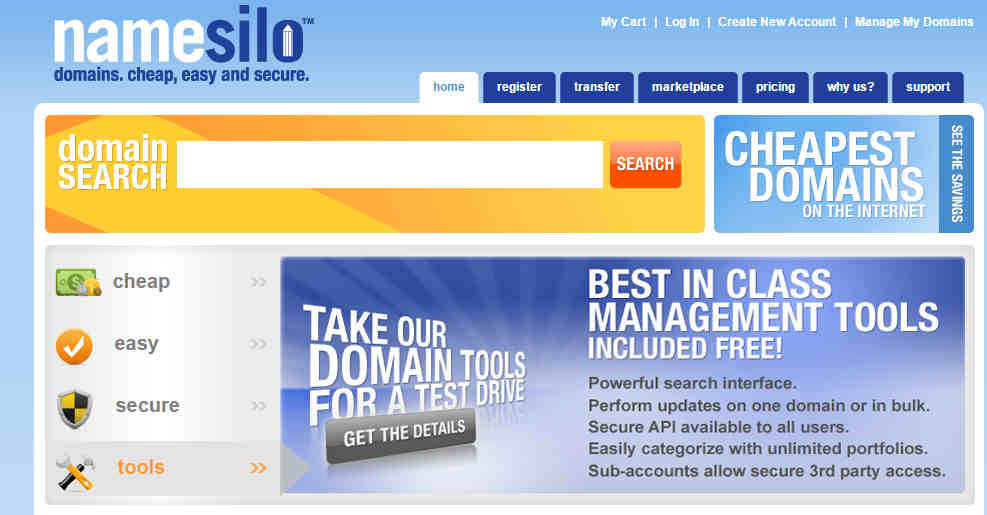 namesilo™
domains. cheap, easy and secure.
My Cart | Log In | Create New Account | Manage My Domains
home
register
transfer
marketplace
pricing
why us?
support
domain
SEARCH
SEARCH
CHEAPEST
DOMAINS
ON THE INTERNET
SEE THE SAVINGS
cheap >>
easy >>
secure >>
tools >>
TAKE OUR
DOMAIN TOOLS
FOR A TEST DRIVE
GET THE DETAILS
BEST IN CLASS
MANAGEMENT TOOLS
INCLUDED FREE!
Powerful search interface.
Perform updates on one domain or in bulk.
Secure API available to all users.
Easily categorize with unlimited portfolios.
Sub-accounts allow secure 3rd party access.